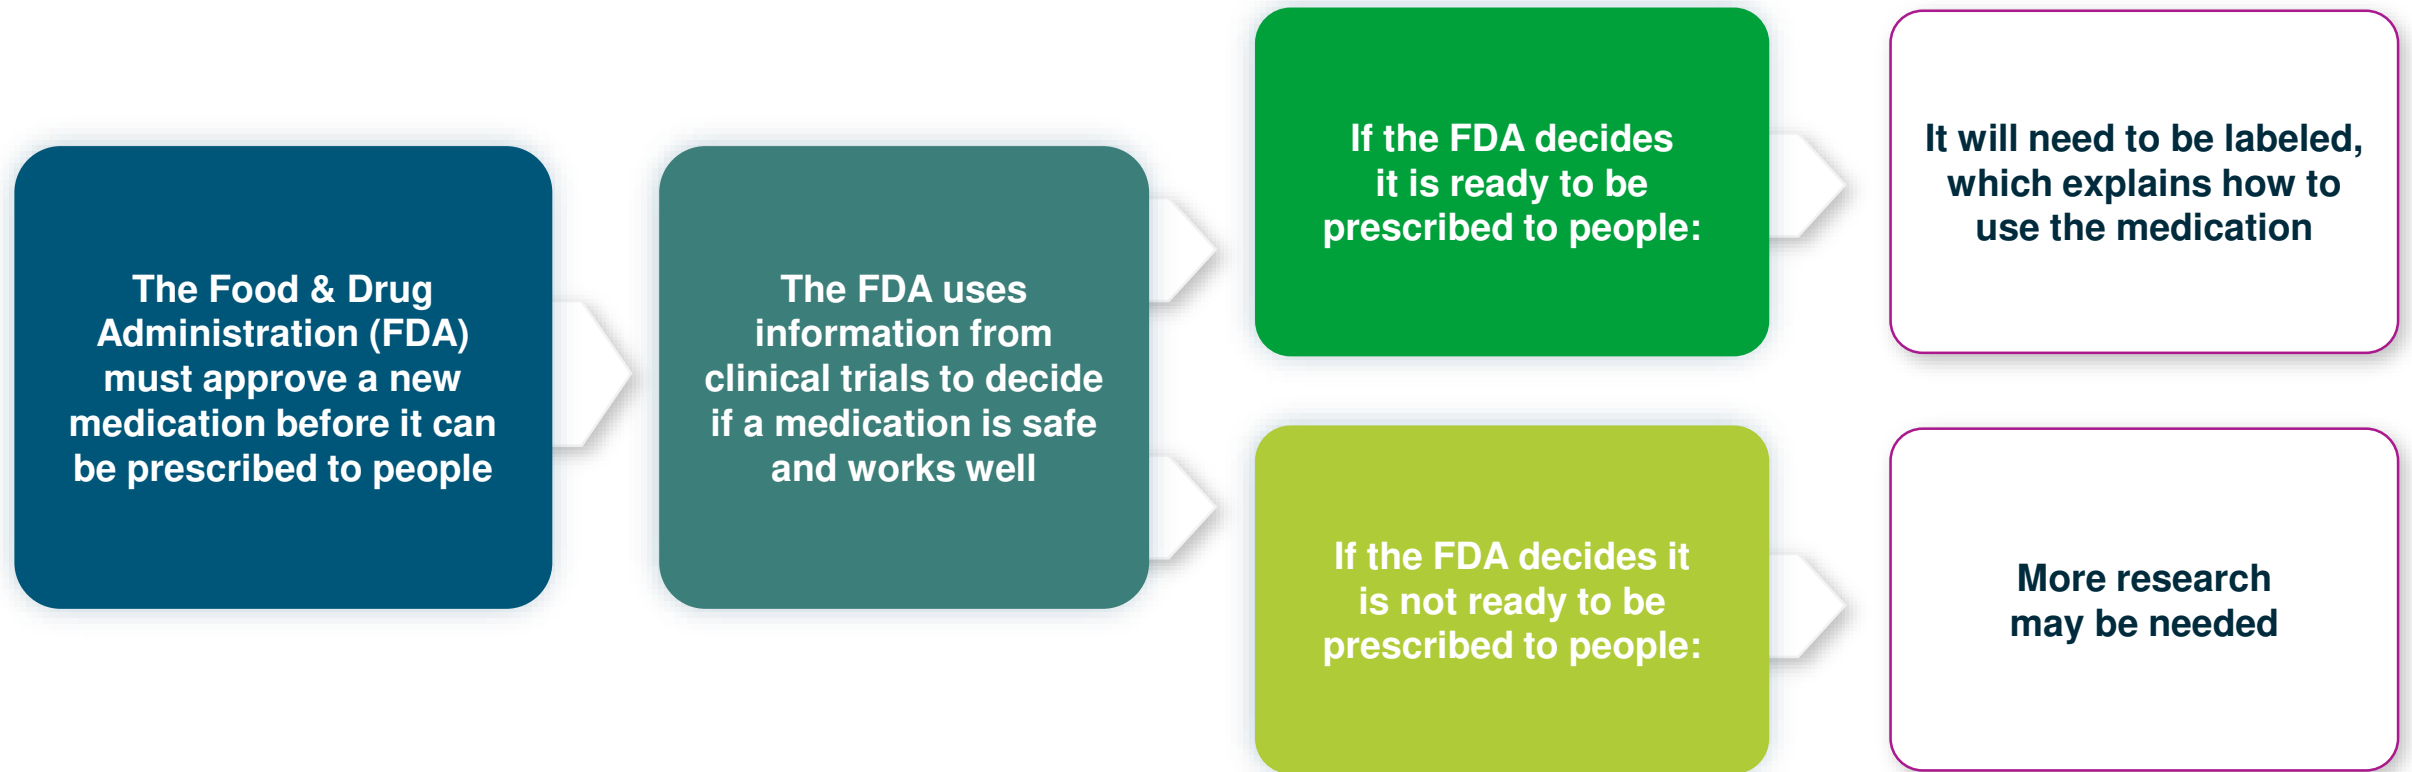 The Food & Drug
Administration (FDA)
must approve a new
medication before it can
be prescribed to people
The FDA uses
information from
clinical trials to decide
if a medication is safe
and works well
If the FDA decides
it is ready to be
prescribed to people:
It will need to be labeled,
which explains how to
use the medication
If the FDA decides it
is not ready to be
prescribed to people:
More research
may be needed